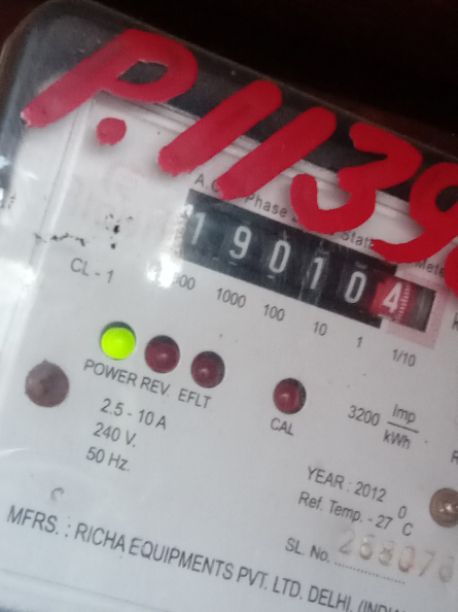 P.1139
A.C. Phase
190104
CL - 1
1000 100 10 1 1/10
POWER REV. EFLT
CAL
3200 Imp/kWh
2.5 - 10 A
240 V.
50 Hz.
YEAR : 2012
Ref. Temp. - 27 °C
SL. No.
MFRS. : RICHA EQUIPMENTS PVT. LTD. DELHI.